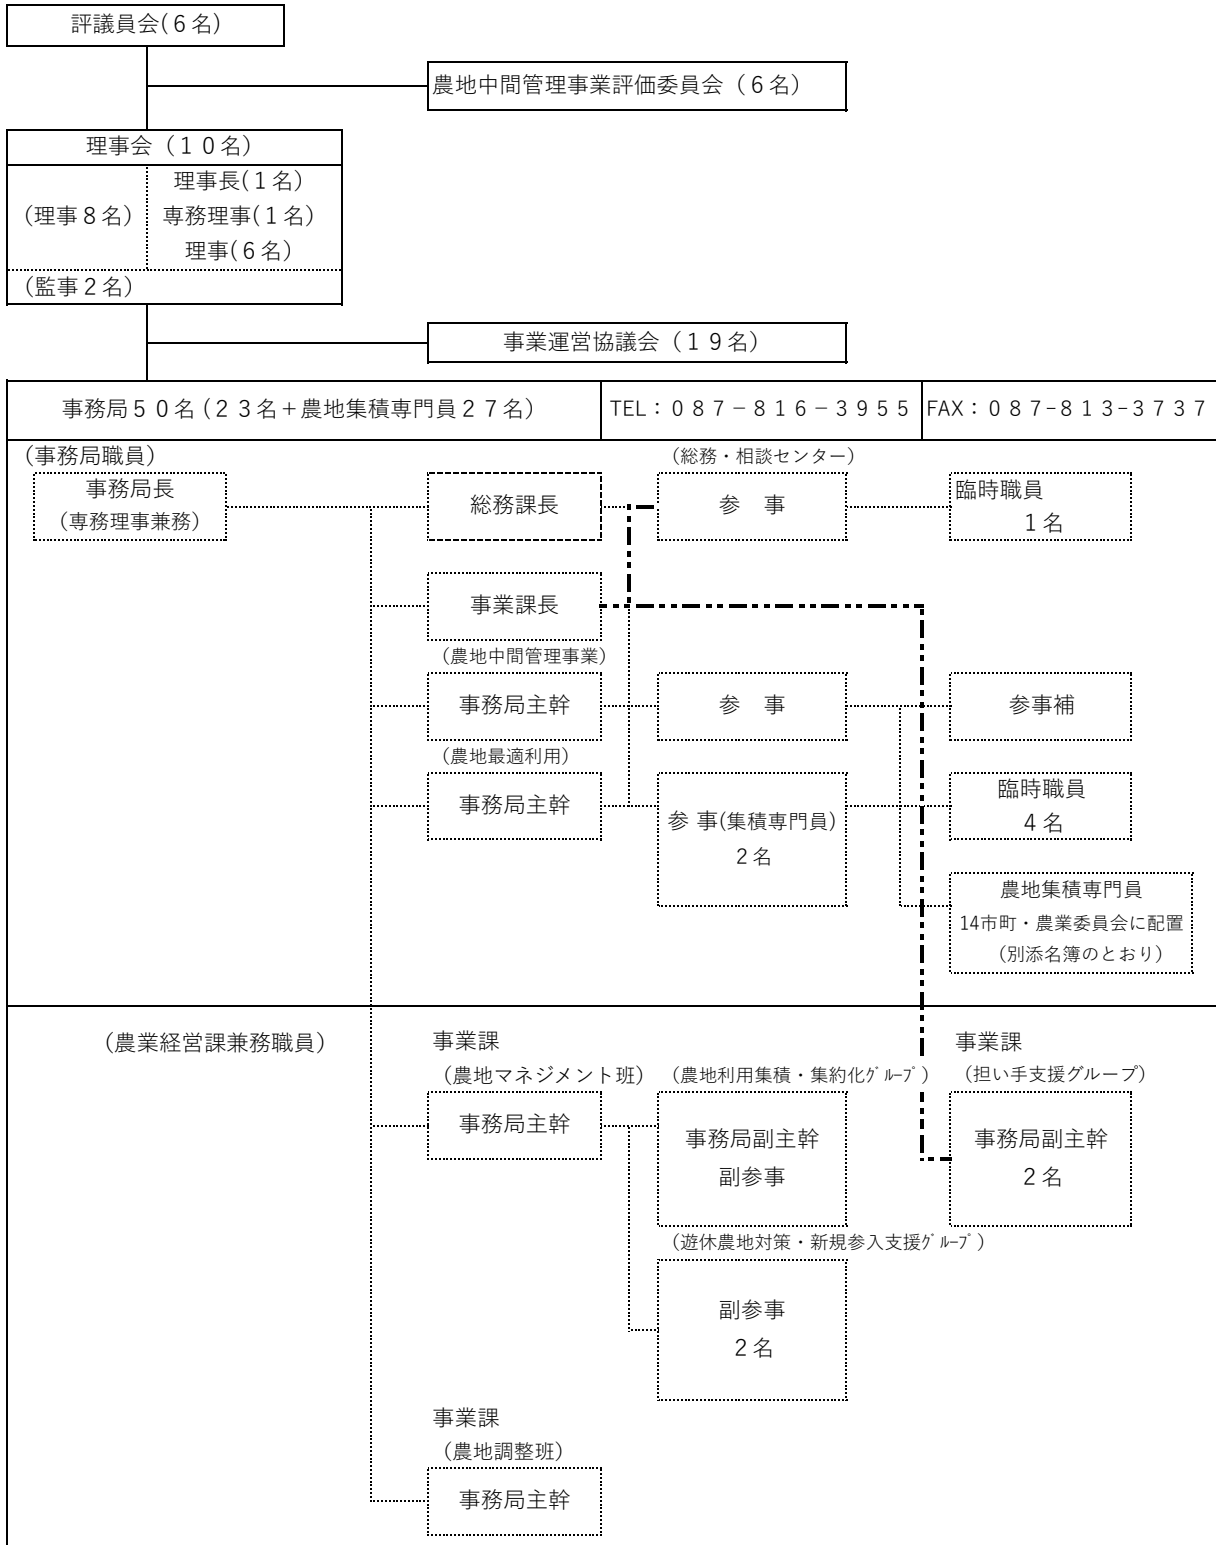 評議員会(６名)
農地中間管理事業評価委員会（６名）
理事会（１０名）
(理事８名)
理事長(１名)
専務理事(１名)
理事(６名)
(監事２名)
事業運営協議会（１９名）
事務局５０名 (２３名＋農地集積専門員２７名)
TEL：０８７－８１６－３９５５
FAX：０８７-８１３-３７３７
(事務局職員)
(総務・相談センター)
事務局長
(専務理事兼務)
総務課長
参　事
臨時職員
１名
事業課長
(農地中間管理事業)
事務局主幹
参　事
参事補
(農地最適利用)
事務局主幹
参 事(集積専門員)
２名
臨時職員
４名
農地集積専門員
14市町・農業委員会に配置
(別添名簿のとおり)
(農業経営課兼務職員)
事業課
(農地マネジメント班)
(農地利用集積・集約化ｸﾞﾙｰﾌﾟ)
事業課
(担い手支援グループ)
事務局主幹
事務局副主幹
副参事
事務局副主幹
２名
(遊休農地対策・新規参入支援ｸﾞﾙｰﾌﾟ)
副参事
２名
事業課
(農地調整班)
事務局主幹